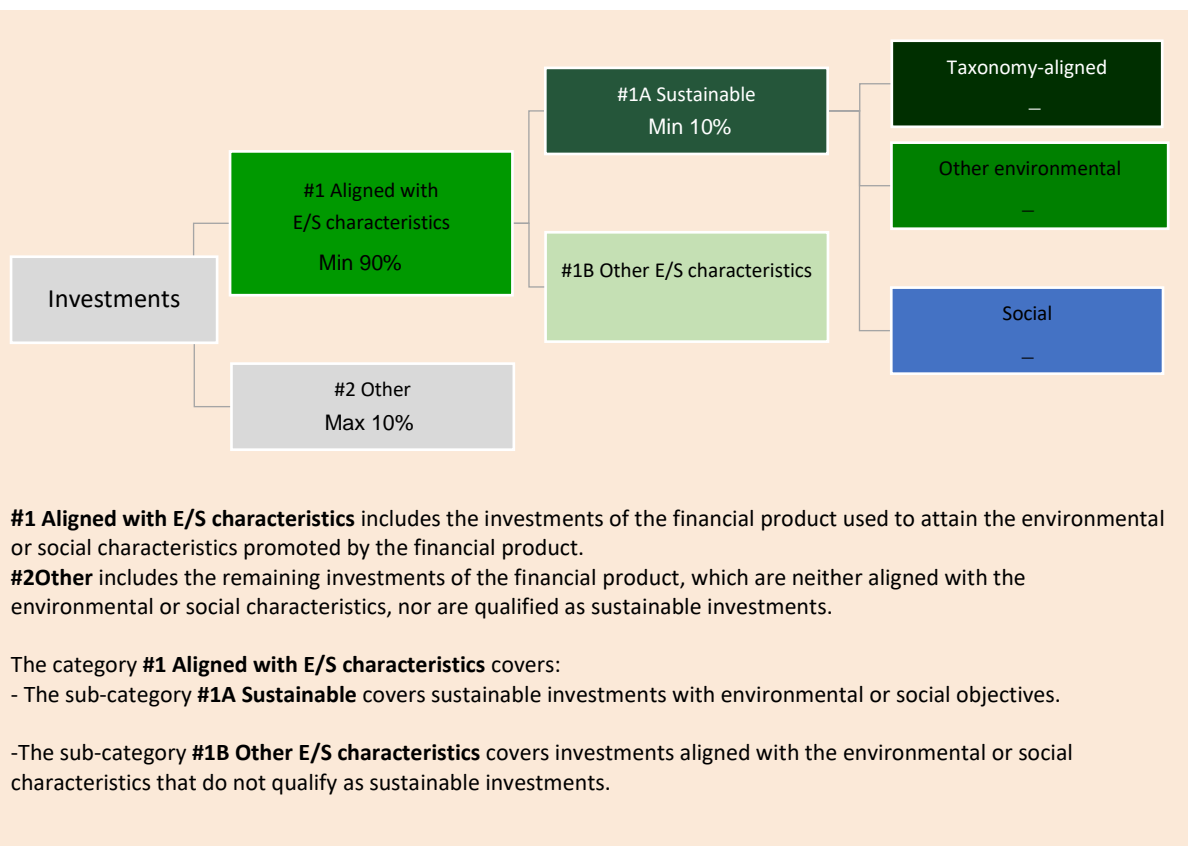 Taxonomy-aligned
_
#1A Sustainable
Min 10%
Other environmental
_
#1 Aligned with
E/S characteristics
Min 90%
#1B Other E/S characteristics
Investments
Social
_
#2 Other
Max 10%
#1 Aligned with E/S characteristics includes the investments of the financial product used to attain the environmental
or social characteristics promoted by the financial product.
#2Other includes the remaining investments of the financial product, which are neither aligned with the
environmental or social characteristics, nor are qualified as sustainable investments.
The category #1 Aligned with E/S characteristics covers:
- The sub-category #1A Sustainable covers sustainable investments with environmental or social objectives.
-The sub-category #1B Other E/S characteristics covers investments aligned with the environmental or social
characteristics that do not qualify as sustainable investments.